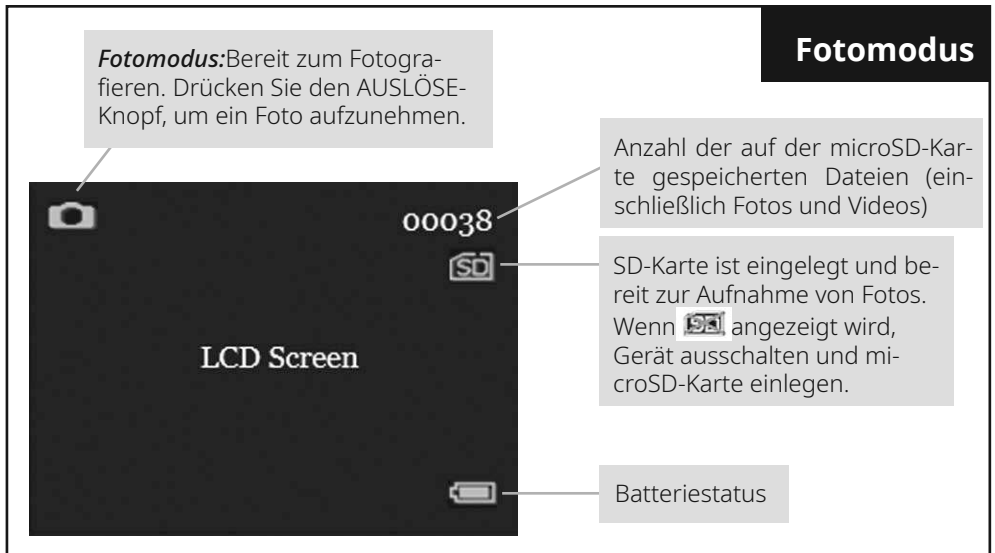 Fotomodus
Fotomodus:Bereit zum Fotogra-
fieren. Drücken Sie den AUSLÖSE-
Knopf, um ein Foto aufzunehmen.
Anzahl der auf der microSD-Kar-
te gespeicherten Dateien (ein-
schließlich Fotos und Videos)
00038
SD
SD-Karte ist eingelegt und be-
reit zur Aufnahme von Fotos.
Wenn angezeigt wird,
Gerät ausschalten und mi-
croSD-Karte einlegen.
LCD Screen
Batteriestatus